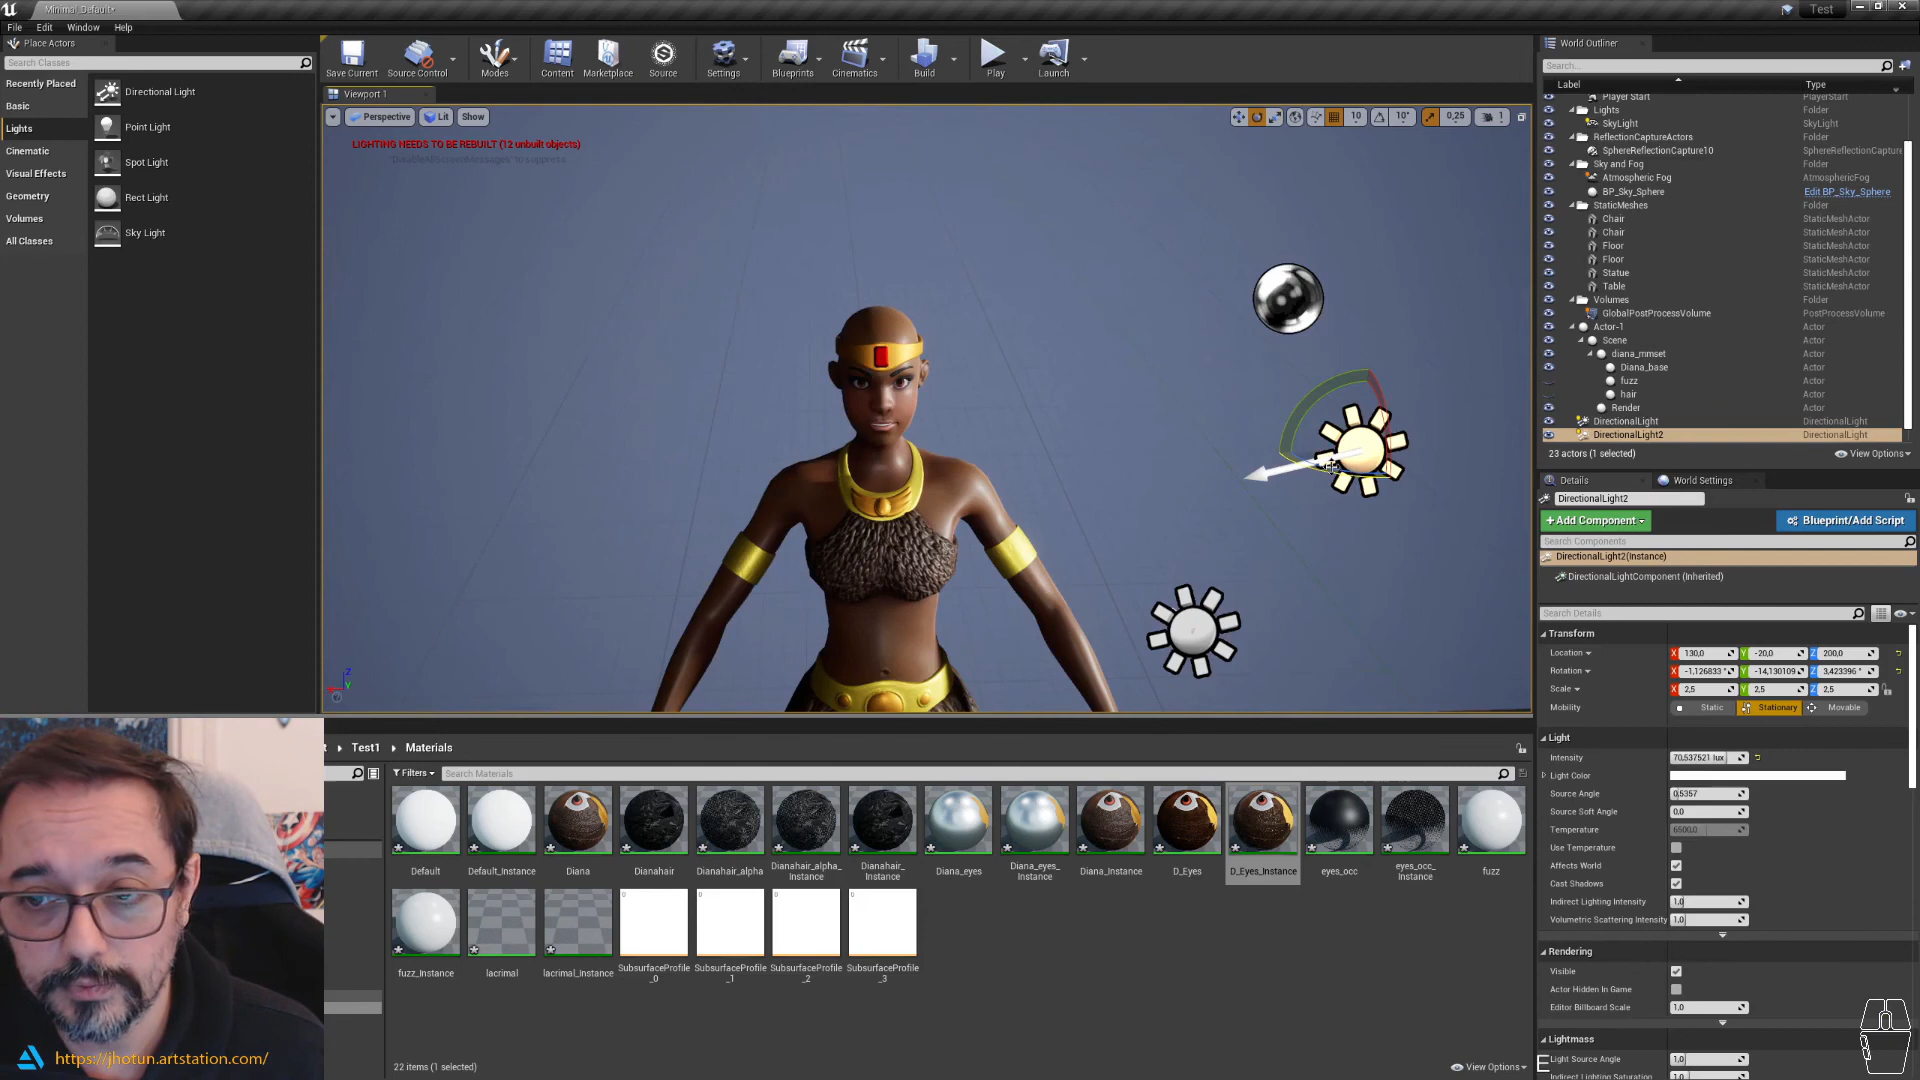 Minimal_Default*
Test
File Edit Window Help
Place Actors
Search Classes
Recently Placed
Basic
Lights
Cinematic
Visual Effects
Geometry
Volumes
All Classes
Directional Light
Point Light
Spot Light
Rect Light
Sky Light
Save Current
Source Control
Modes
Content
Marketplace
Source
Settings
Blueprints
Cinematics
Build
Play
Launch
Viewport 1
Perspective Lit Show
10 10° 0,25 1
LIGHTING NEEDS TO BE REBUILT (12 unbuilt objects)
'DisableAllScreenMessages' to suppress
World Outliner
Search...
Label Type
Player Start PlayerStart
Lights Folder
SkyLight SkyLight
ReflectionCaptureActors Folder
SphereReflectionCapture10 SphereReflectionCapture
Sky and Fog Folder
Atmospheric Fog AtmosphericFog
BP_Sky_Sphere Edit BP_Sky_Sphere
StaticMeshes Folder
Chair StaticMeshActor
Chair StaticMeshActor
Floor StaticMeshActor
Floor StaticMeshActor
Statue StaticMeshActor
Table StaticMeshActor
Volumes Folder
GlobalPostProcessVolume PostProcessVolume
Actor-1 Actor
Scene Actor
diana_mmset Actor
Diana_base Actor
fuzz Actor
hair Actor
Render Actor
DirectionalLight DirectionalLight
DirectionalLight2 DirectionalLight
23 actors (1 selected) View Options
Details World Settings
DirectionalLight2
+ Add Component Blueprint/Add Script
Search Components
DirectionalLight2(Instance)
DirectionalLightComponent (Inherited)
Search Details
Transform
Location X 130,0 Y -20,0 Z 200,0
Rotation X -1,126833 ° Y -14,130109 Z 3,423396 °
Scale X 2,5 Y 2,5 Z 2,5
Mobility Static Stationary Movable
Light
Intensity 70,537521 lux
Light Color
Source Angle 0,5357
Source Soft Angle 0,0
Temperature 6500,0
Use Temperature
Affects World
Cast Shadows
Indirect Lighting Intensity 1,0
Volumetric Scattering Intensity 1,0
Rendering
Visible
Actor Hidden In Game
Editor Billboard Scale 1,0
Lightmass
Light Source Angle 1,0
Indirect Lighting Saturation 1,0
E
Z
Y
Test1 Materials
Filters Search Materials
Default
Default_Instance
Diana
Dianahair
Dianahair_alpha
Dianahair_alpha_Instance
Dianahair_Instance
Diana_eyes
Diana_eyes_Instance
Diana_Instance
D_Eyes
D_Eyes_Instance
eyes_occ
eyes_occ_Instance
fuzz
fuzz_Instance
lacrimal
lacrimal_Instance
SubsurfaceProfile_0
SubsurfaceProfile_1
SubsurfaceProfile_2
SubsurfaceProfile_3
22 items (1 selected) View Options
https://jhotun.artstation.com/